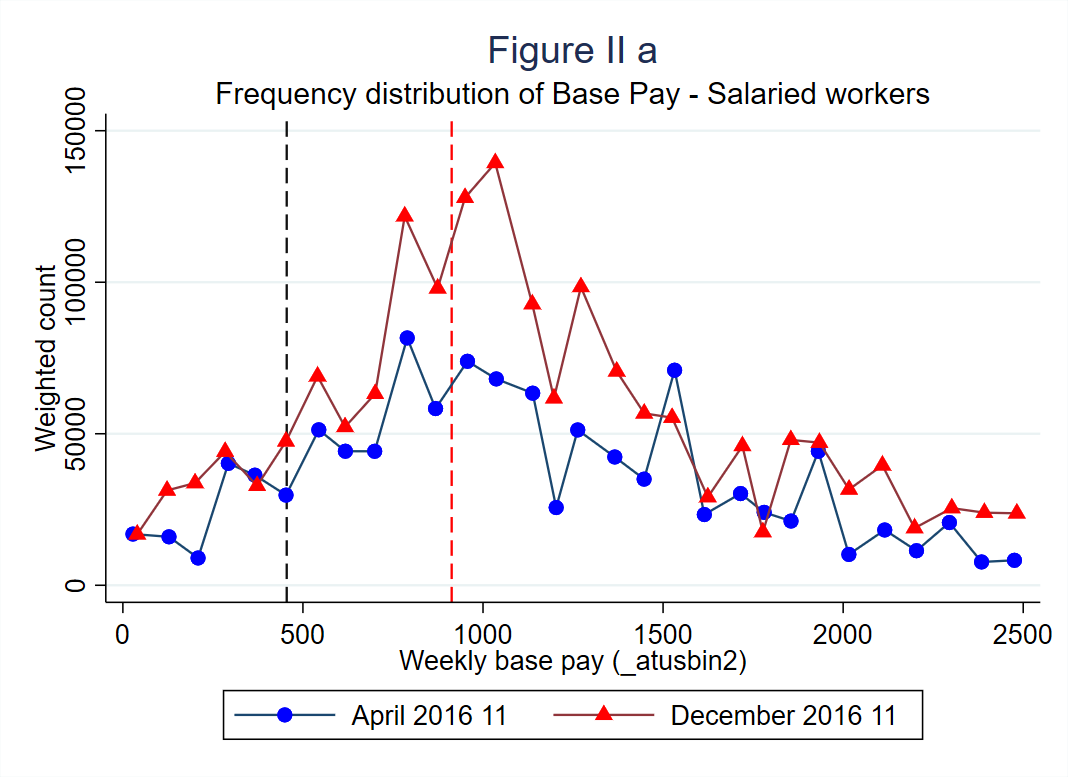 Figure II a
Frequency distribution of Base Pay - Salaried workers
150000
100000
50000
0
Weighted count
0 500 1000 1500 2000 2500
Weekly base pay (_atusbin2)
April 2016 11 December 2016 11